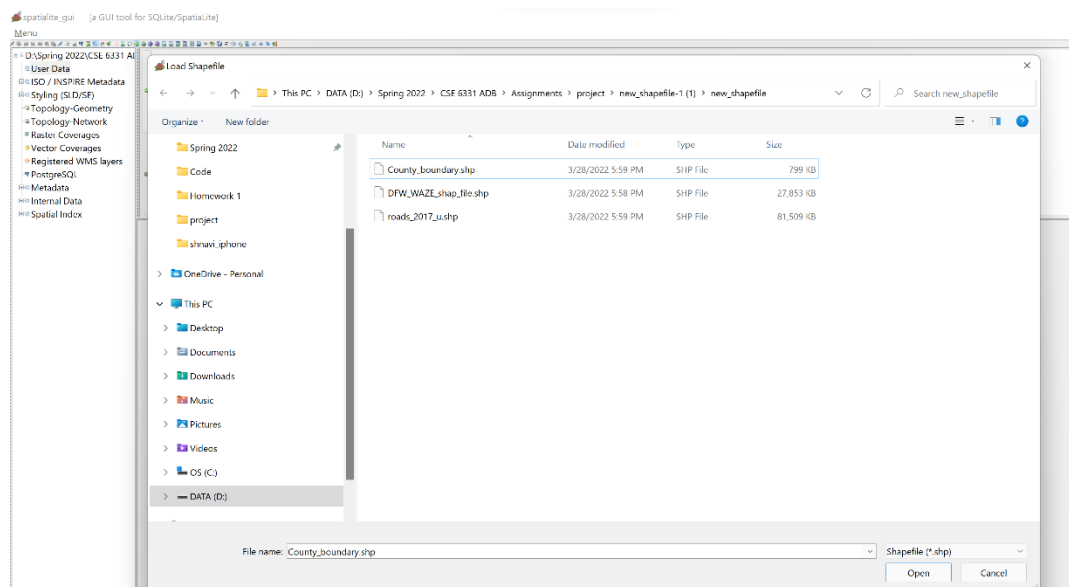 spatialite_gui [a GUI tool for SQLite/SpatiaLite]
Menu
D:\Spring 2022\CSE 6331 AI
User Data
ISO / INSPIRE Metadata
Styling (SLD/SE)
Topology-Geometry
Topology-Network
Raster Coverages
Vector Coverages
Registered WMS layers
PostgreSQL
Metadata
Internal Data
Spatial Index
Load Shapefile
This PC > DATA (D:) > Spring 2022 > CSE 6331 ADB > Assignments > project > new_shapefile-1 (1) > new_shapefile
Search new_shapefile
Organize
New folder
Spring 2022
Code
Homework 1
project
shnavi_iphone
OneDrive - Personal
This PC
Desktop
Documents
Downloads
Music
Pictures
Videos
OS (C:)
DATA (D:)
Name Date modified Type Size
County_boundary.shp 3/28/2022 5:59 PM SHP File 799 KB
DFW_WAZE_shap_file.shp 3/28/2022 5:58 PM SHP File 27,853 KB
roads_2017_u.shp 3/28/2022 5:59 PM SHP File 81,509 KB
File name: County_boundary.shp
Shapefile (*.shp)
Open
Cancel